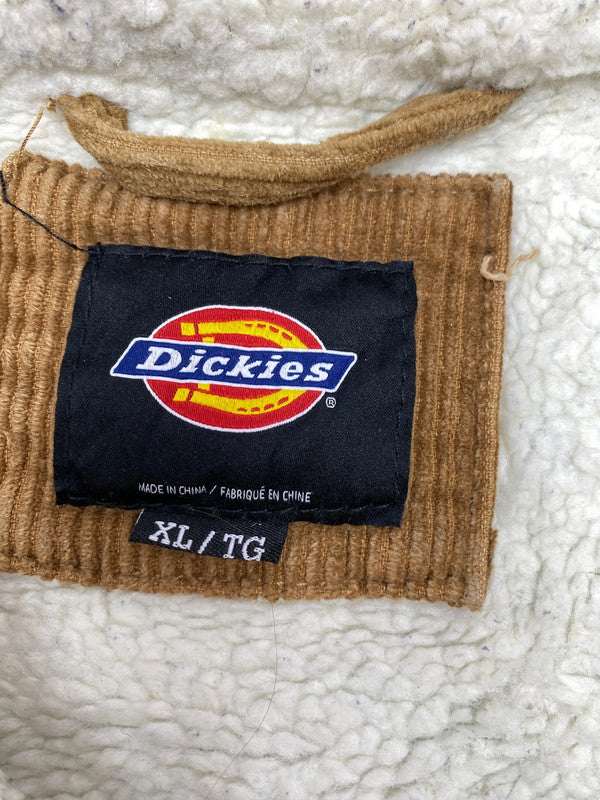 Dickies
®
MADE IN CHINA / FABRIQUÉ EN CHINE
XL / TG